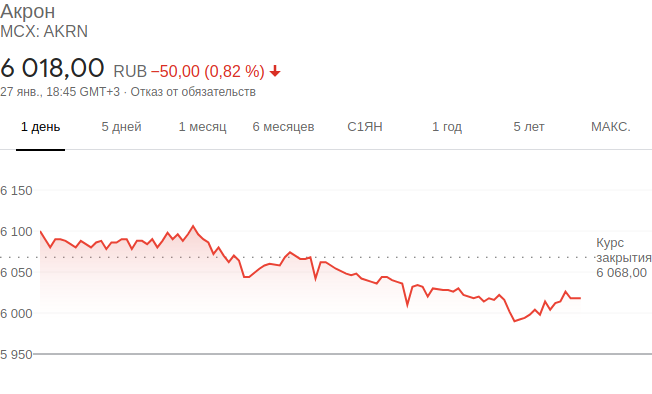 Акрон
MCX: AKRN
6 018,00 RUB −50,00 (0,82 %)
27 янв., 18:45 GMT+3 · Отказ от обязательств
1 день 5 дней 1 месяц 6 месяцев С1ЯН 1 год 5 лет МАКС.
6 150
6 100
Курс
закрытия
6 068,00
6 050
6 000
5 950